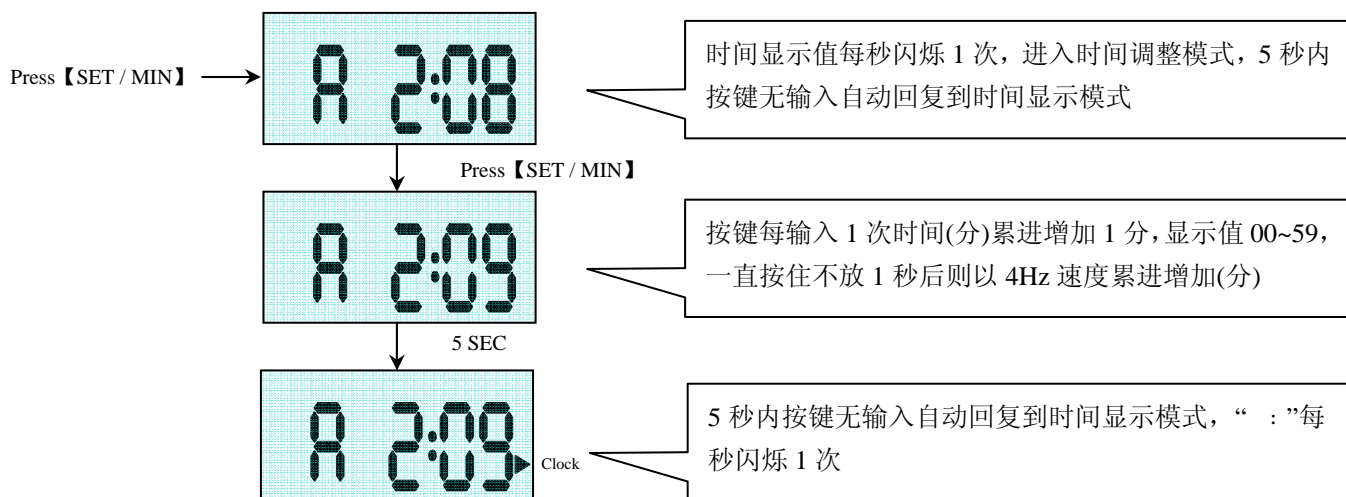 Press【SET / MIN】
A 2:08
时间显示值每秒闪烁 1 次，进入时间调整模式，5 秒内
按键无输入自动回复到时间显示模式
Press【SET / MIN】
A 2:09
按键每输入 1 次时间(分)累进增加 1 分，显示值 00~59，
一直按住不放 1 秒后则以 4Hz 速度累进增加(分)
5 SEC
A 2:09
Clock
5 秒内按键无输入自动回复到时间显示模式，“ ：”每
秒闪烁 1 次